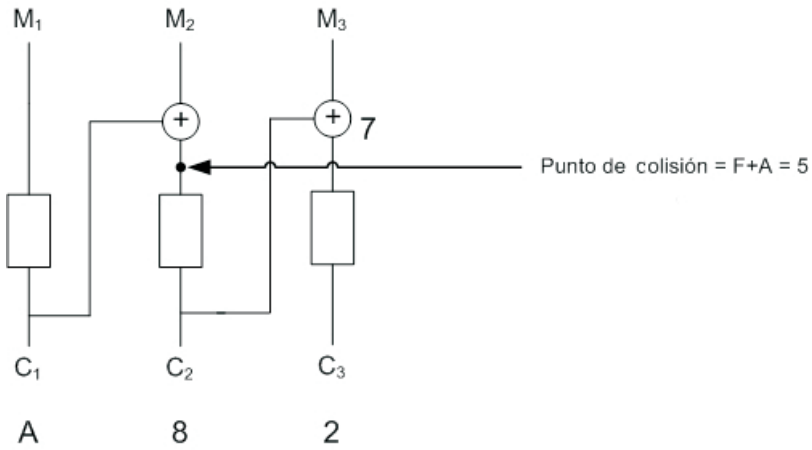 M₁ M₂ M₃
+ + 7
Punto de colisión = F+A = 5
C₁ C₂ C₃
A 8 2